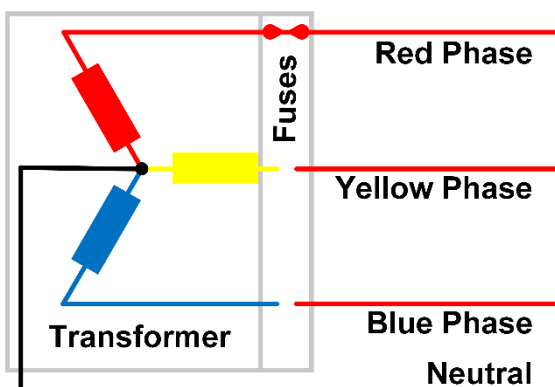 Red Phase
Fuses
Yellow Phase
Blue Phase
Transformer
Neutral